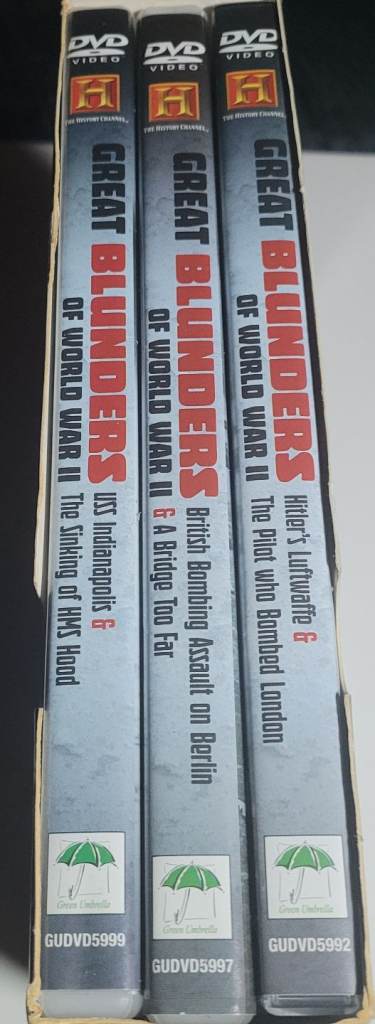 DVD
VIDEO
H
THE HISTORY CHANNEL.
GREAT BLUNDERS
OF WORLD WAR II
USS Indianapolis &
The Sinking of HMS Hood
Green Umbrella
GUDVD5999
DVD
VIDEO
H
THE HISTORY CHANNEL.
GREAT BLUNDERS
OF WORLD WAR II
British Bombing Assault on Berlin
& A Bridge Too Far
Green Umbrella
GUDVD5997
DVD
VIDEO
H
THE HISTORY CHANNEL.
GREAT BLUNDERS
OF WORLD WAR II
Hitler's Luftwaffe &
The Pilot who Bombed London
Green Umbrella
GUDVD5992